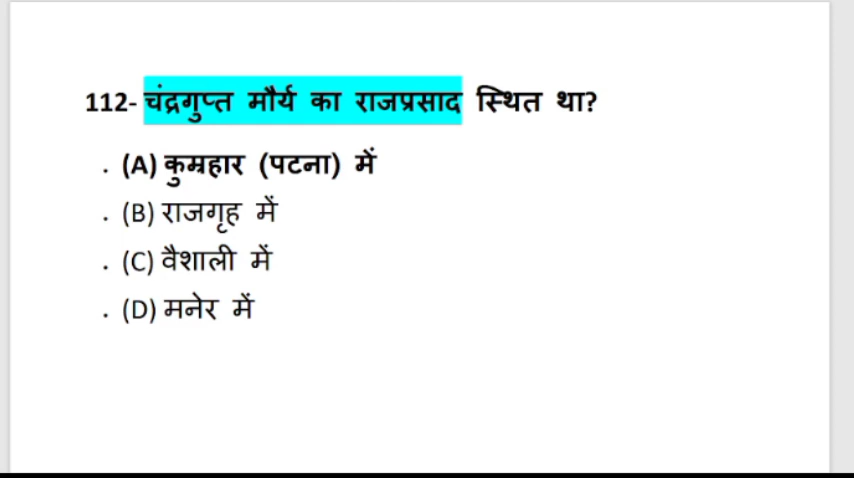 112- चंद्रगुप्त मौर्य का राजप्रसाद स्थित था?
. (A) कुम्रहार (पटना) में
. (B) राजगृह में
. (C) वैशाली में
. (D) मनेर में